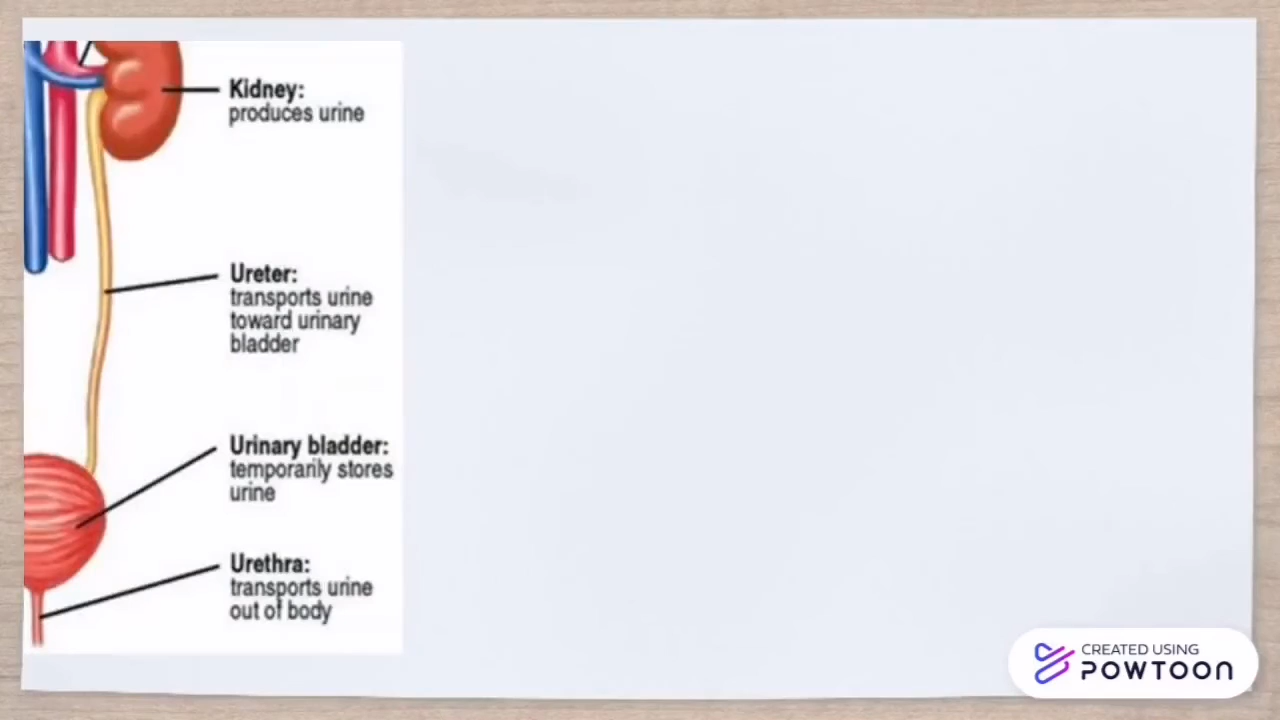 Kidney:
produces urine
Ureter:
transports urine
toward urinary
bladder
Urinary bladder:
temporarily stores
urine
Urethra:
transports urine
out of body
CREATED USING
POWTOON